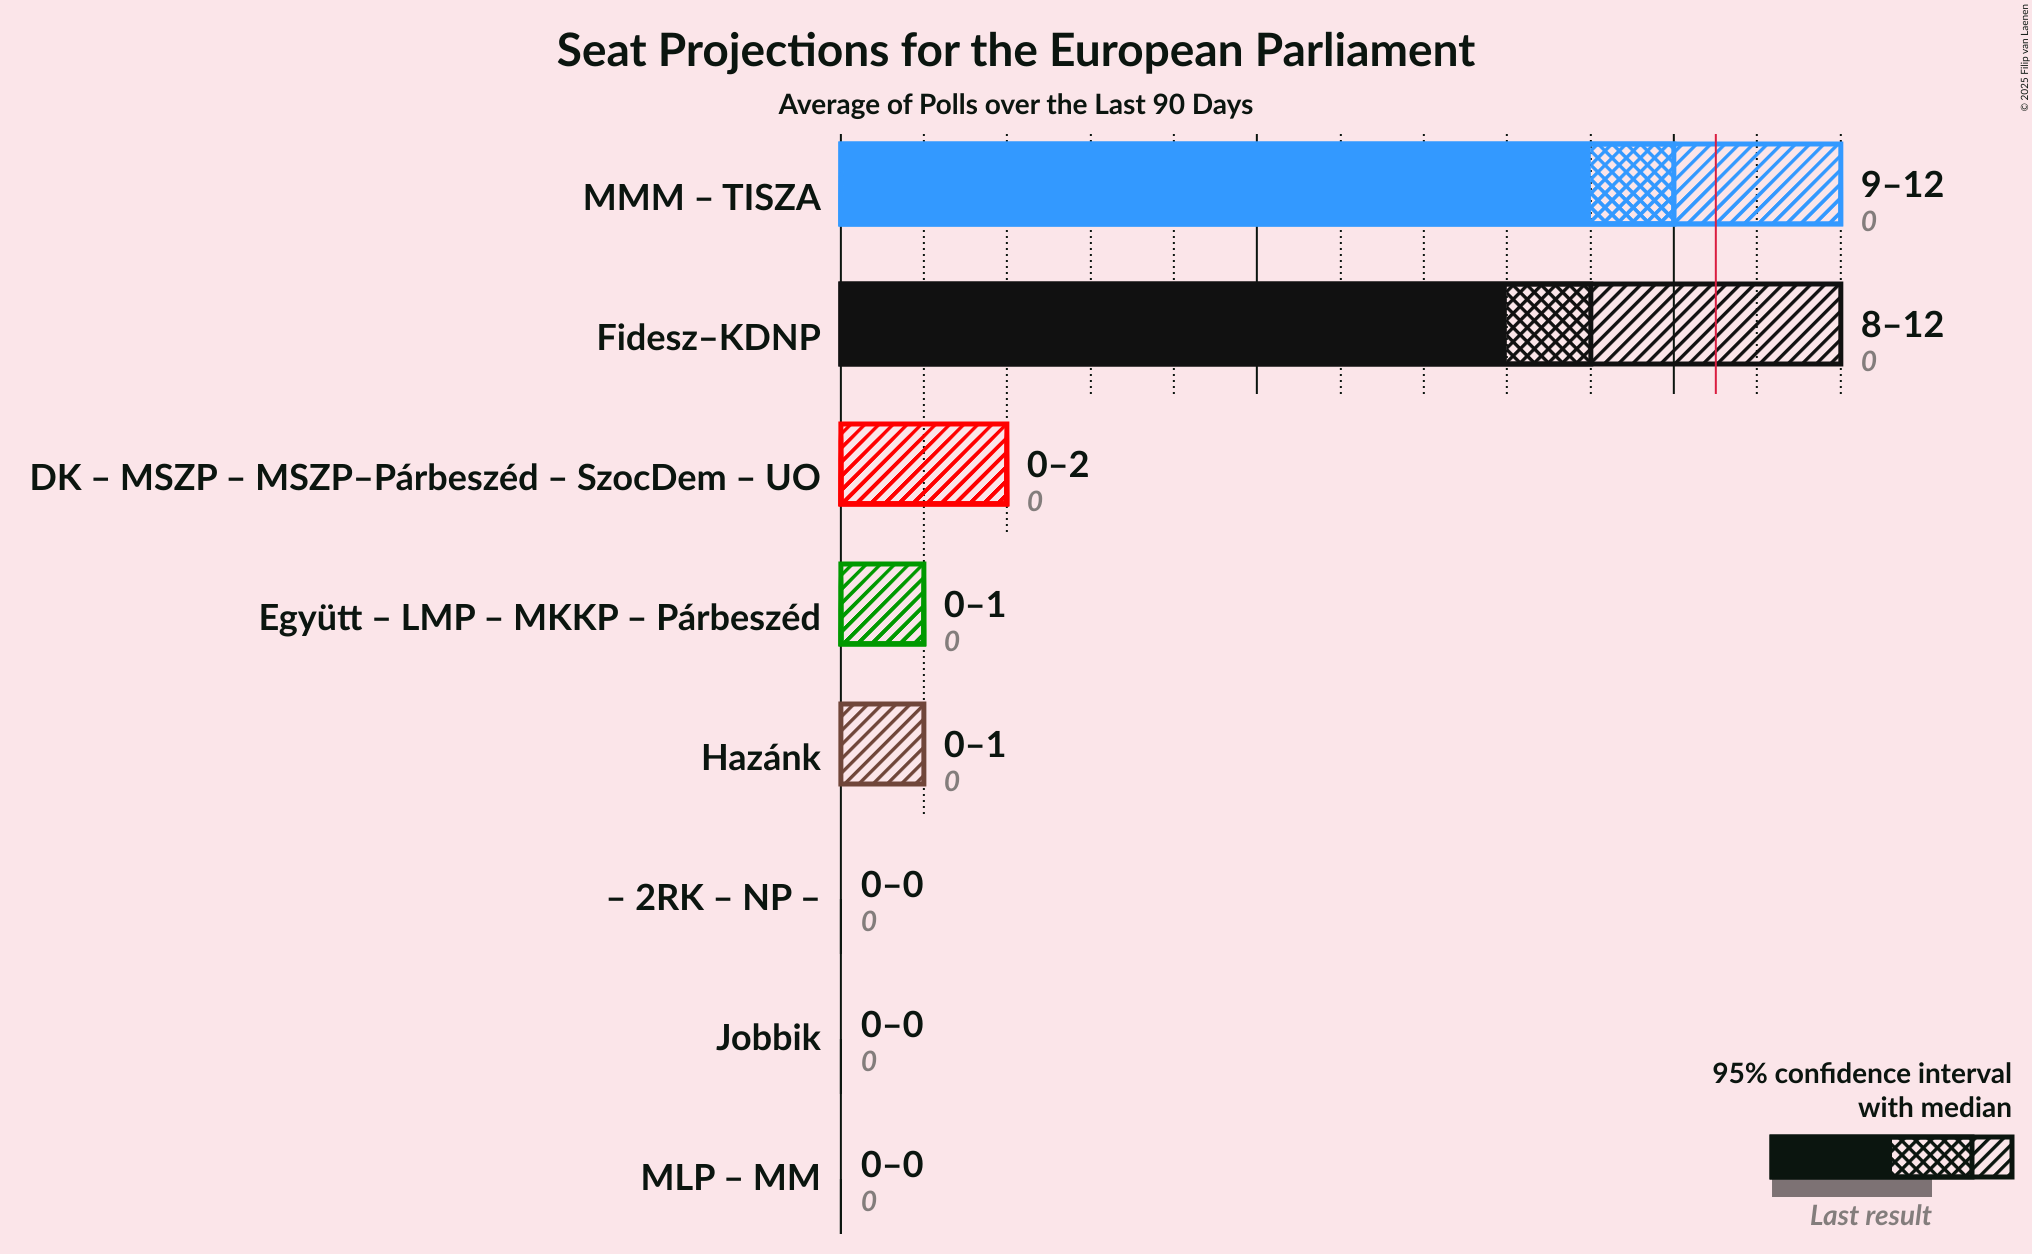 Seat Projections for the European Parliament
Average of Polls over the Last 90 Days
© 2025 Filip van Laenen
MMM – TISZA
9–12
0
Fidesz–KDNP
8–12
0
DK – MSZP – MSZP–Párbeszéd – SzocDem – UO
0–2
0
Együtt – LMP – MKKP – Párbeszéd
0–1
0
Hazánk
0–1
0
– 2RK – NP –
0–0
0
Jobbik
0–0
0
MLP – MM
0–0
0
95% confidence interval
with median
Last result